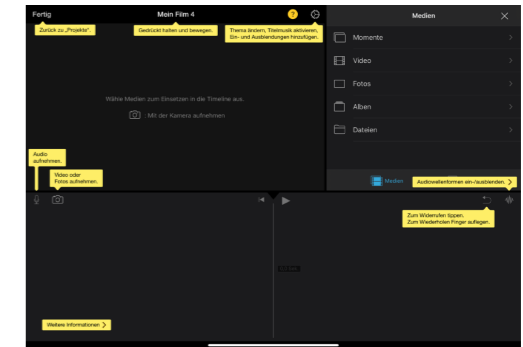 Fertig
Mein Film 4
?
Medien
Zurück zu „Projekte“.
Gedrückt halten und bewegen.
Thema ändern, Titelmusik aktivieren,
Ein- und Ausblendungen hinzufügen.
Momente
Video
Fotos
Alben
Dateien
Wähle Medien zum Einsetzen in die Timeline aus.
: Mit der Kamera aufnehmen
Audio
aufnehmen.
Video oder
Fotos aufnehmen.
Medien
Audiowellenformen ein-/ausblenden.
Zum Widerrufen tippen.
Zum Wiederholen Finger auflegen.
Weitere Informationen